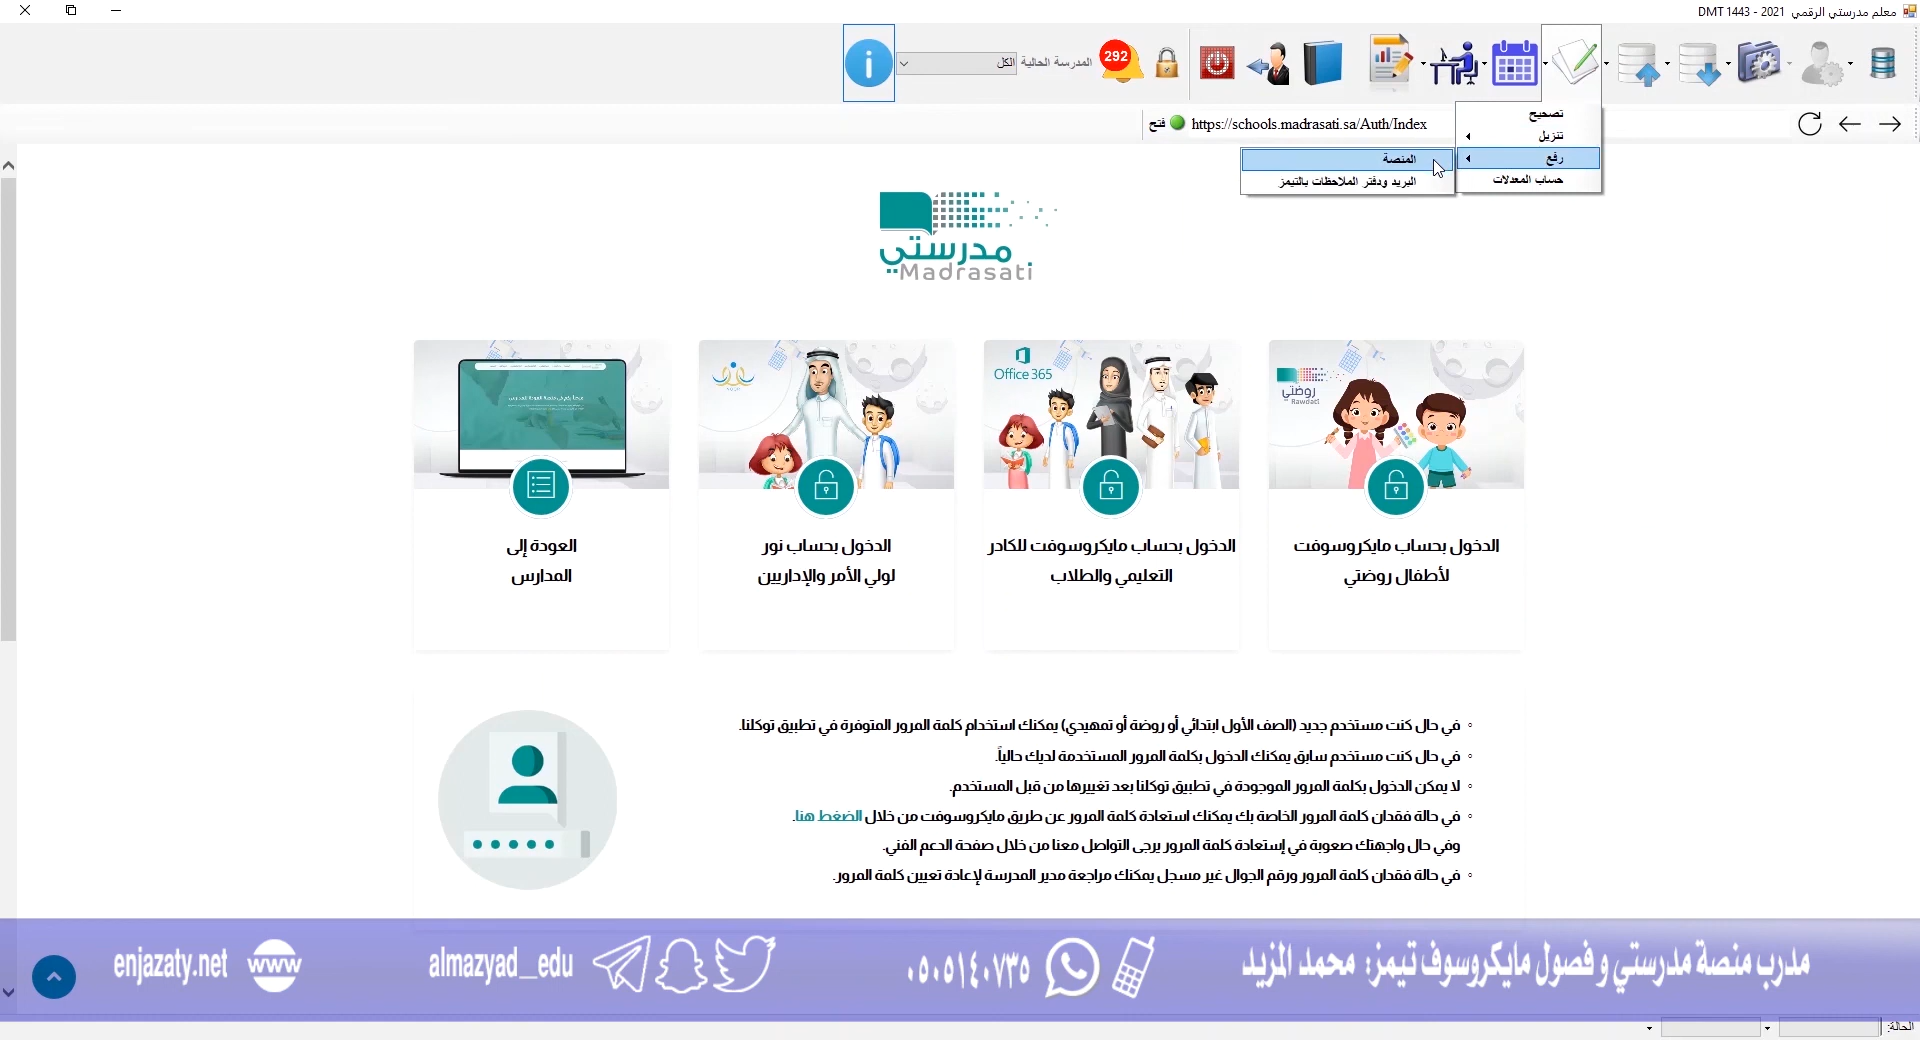 معلم مدرستي الرقمي DMT 1443 - 2021
292
المدرسة الحالية
الكل
فتح
https://schools.madrasati.sa/Auth/Index
تصحيح
تنزيل
رفع
حساب المعدلات
المنصة
البريد ودفتر الملاحظات بالتيمز
مدرستي
Madrasati
روضتي
Rawdati
Office 365
الدخول بحساب مايكروسوفت
لأطفال روضتي
الدخول بحساب مايكروسوفت للكادر
التعليمي والطلاب
الدخول بحساب نور
لولي الأمر والإداريين
العودة إلى
المدارس
في حال كنت مستخدم جديد (الصف الأول ابتدائي أو روضة أو تمهيدي) يمكنك استخدام كلمة المرور المتوفرة في تطبيق توكلنا.
في حال كنت مستخدم سابق يمكنك الدخول بكلمة المرور المستخدمة لديك حالياً.
لا يمكن الدخول بكلمة المرور الموجودة في تطبيق توكلنا بعد تغييرها من قبل المستخدم.
في حالة فقدان كلمة المرور الخاصة بك يمكنك استعادة كلمة المرور عن طريق مايكروسوفت من خلال الضغط هنا.
وفي حال واجهتك صعوبة في إستعادة كلمة المرور يرجى التواصل معنا من خلال صفحة الدعم الفني.
في حالة فقدان كلمة المرور ورقم الجوال غير مسجل يمكنك مراجعة مدير المدرسة لإعادة تعيين كلمة المرور.
مدرب منصة مدرستي و فصول مايكروسوف تيمز: محمد المزيد
٠٥٠٥١٤٠٧٣٥
almazyad_edu
www
enjazaty.net
الحالة: